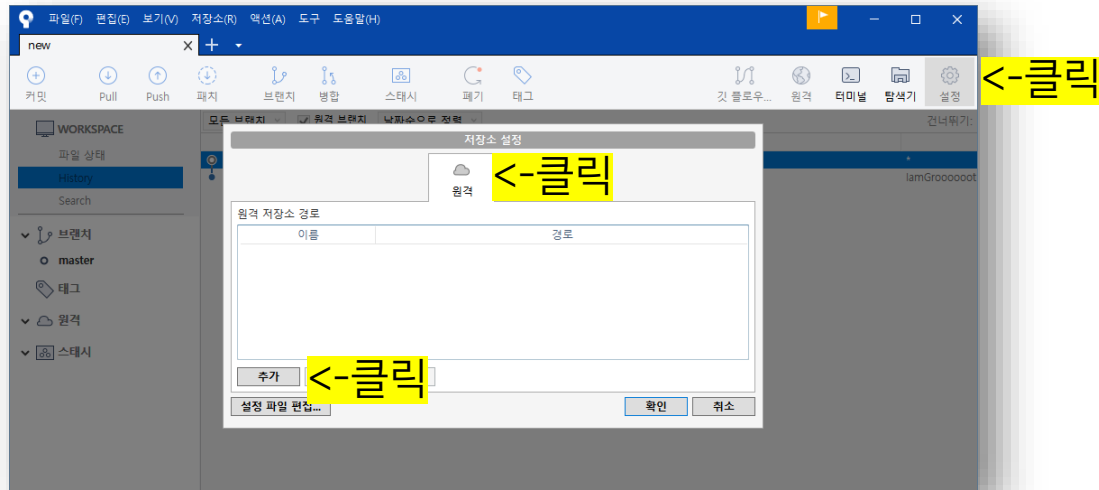 파일(F) 편집(E) 보기(V) 저장소(R) 액션(A) 도구 도움말(H)
new
커밋 Pull Push 패치 브랜치 병합 스태시 폐기 태그 깃 플로우... 원격 터미널 탐색기 설정 <-클릭
WORKSPACE
모든 브랜치 원격 브랜치 날짜순으로 정렬 건너뛰기:
저장소 설정
파일 상태
원격 <-클릭
History
IamGroooooot
Search
원격 저장소 경로
브랜치
이름 경로
master
태그
원격
스태시
추가 <-클릭
설정 파일 편집...
확인 취소